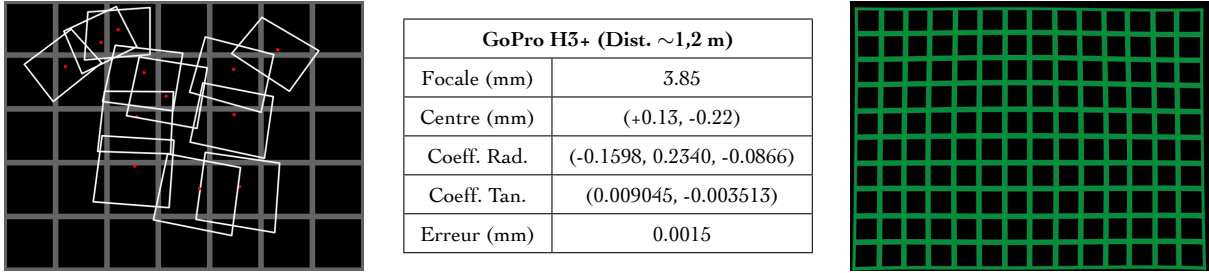 GoPro H3+ (Dist. ∼1,2 m)
Focale (mm) 3.85
Centre (mm) (+0.13, -0.22)
Coeff. Rad. (-0.1598, 0.2340, -0.0866)
Coeff. Tan. (0.009045, -0.003513)
Erreur (mm) 0.0015